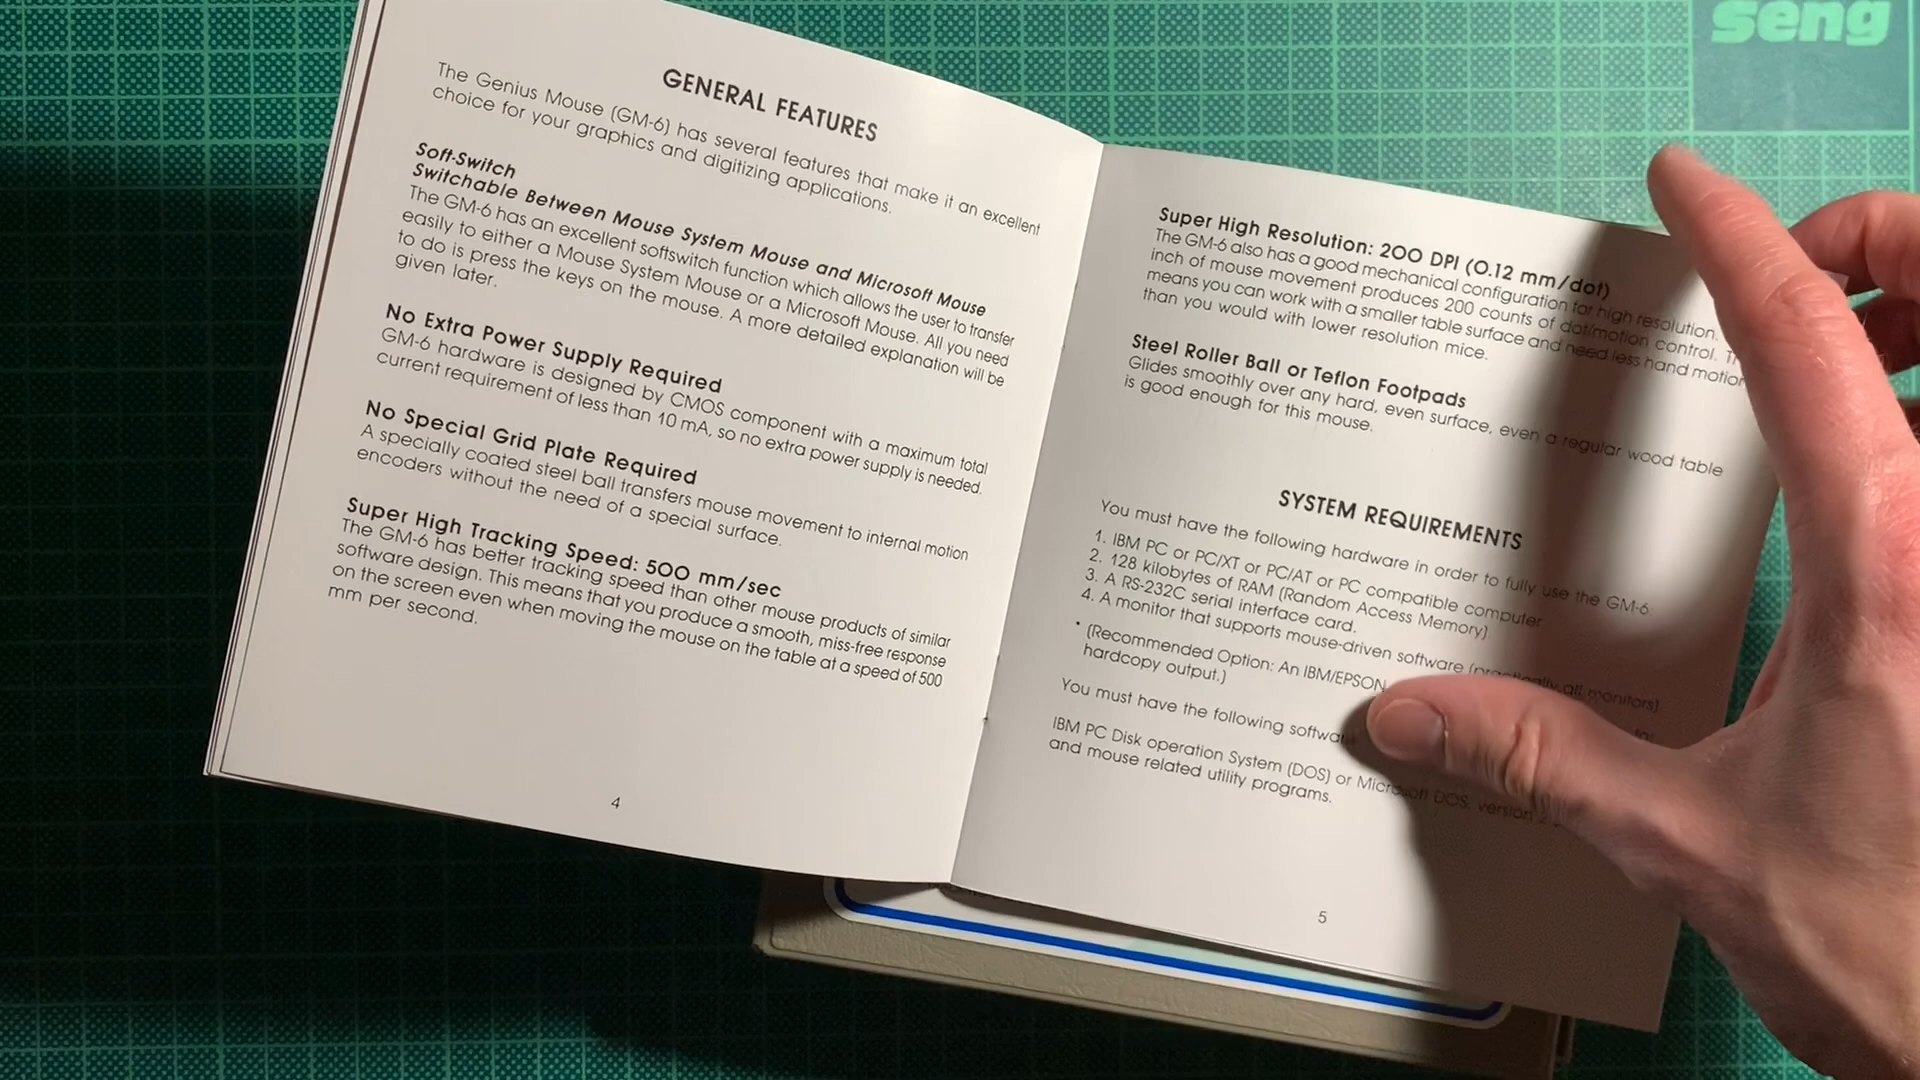 seng
GENERAL FEATURES
The Genius Mouse (GM-6) has several features that make it an excellent
choice for your graphics and digitizing applications.
Soft-Switch
Switchable Between Mouse System Mouse and Microsoft Mouse
The GM-6 has an excellent softswitch function which allows the user to transfer
easily to either a Mouse System Mouse or a Microsoft Mouse. All you need
to do is press the keys on the mouse. A more detailed explanation will be
given later.
No Extra Power Supply Required
GM-6 hardware is designed by CMOS component with a maximum total
current requirement of less than 10 mA, so no extra power supply is needed.
No Special Grid Plate Required
A specially coated steel ball transfers mouse movement to internal motion
encoders without the need of a special surface.
Super High Tracking Speed: 500 mm/sec
The GM-6 has better tracking speed than other mouse products of similar
software design. This means that you produce a smooth, miss-free response
on the screen even when moving the mouse on the table at a speed of 500
mm per second.
4
Super High Resolution: 200 DPI (0.12 mm/dot)
The GM-6 also has a good mechanical configuration for high resolution.
inch of mouse movement produces 200 counts of dot/motion control.
means you can work with a smaller table surface and need less hand motion
than you would with lower resolution mice.
Steel Roller Ball or Teflon Footpads
Glides smoothly over any hard, even surface, even a regular wood table
is good enough for this mouse.
SYSTEM REQUIREMENTS
You must have the following hardware in order to fully use the GM-6
1. IBM PC or PC/XT or PC/AT or PC compatible computer
2. 128 kilobytes of RAM (Random Access Memory)
3. A RS-232C serial interface card.
4. A monitor that supports mouse-driven software (practically all monitors)
• (Recommended Option: An IBM/EPSON
hardcopy output.)
You must have the following
IBM PC Disk operation System (DOS) or Microsoft DOS, version
and mouse related utility programs.
5